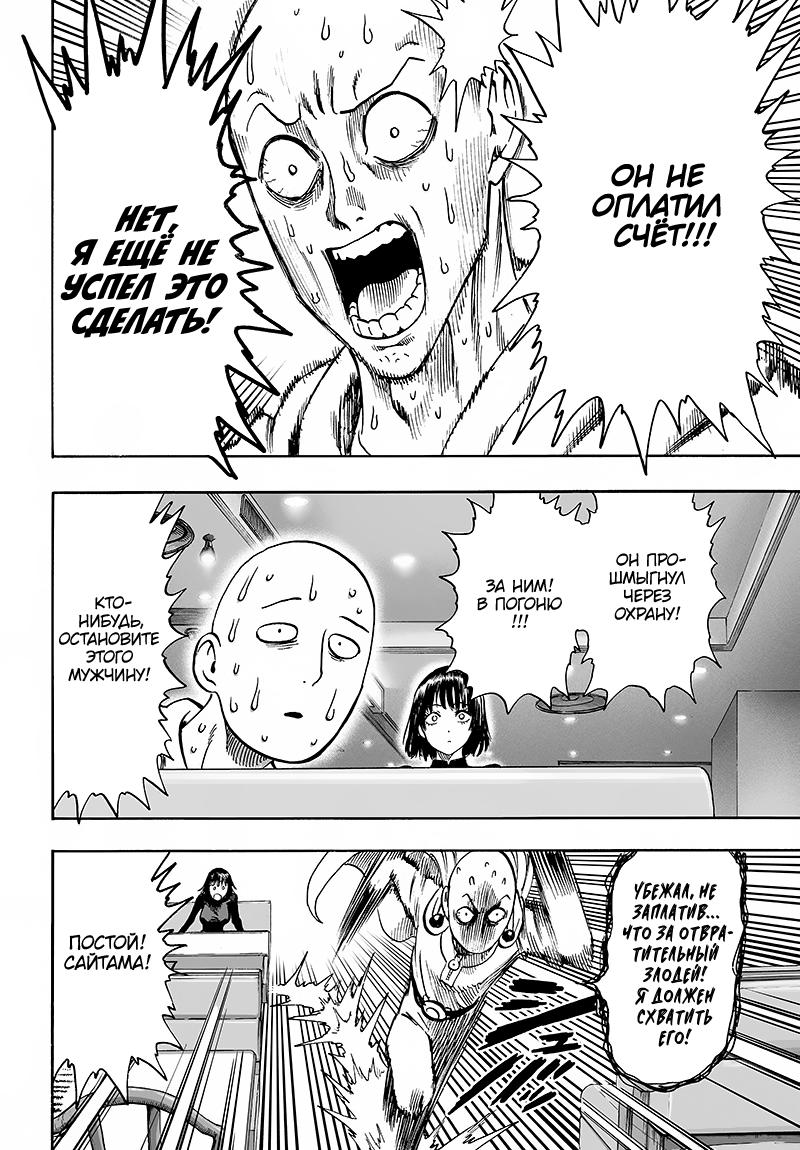 ОН НЕ
ОПЛАТИЛ
СЧЁТ!!!
НЕТ,
Я ЕЩЁ НЕ
УСПЕЛ ЭТО
СДЕЛАТЬ!
ОН ПРО-
ШМЫГНУЛ
ЧЕРЕЗ
ОХРАНУ!
ЗА НИМ!
В ПОГОНЮ
!!!
КТО-
НИБУДЬ,
ОСТАНОВИТЕ
ЭТОГО
МУЖЧИНУ!
УБЕЖАЛ, НЕ
ЗАПЛАТИВ...
ЧТО ЗА ОТВРА-
ТИТЕЛЬНЫЙ
ЗЛОДЕЙ!
Я ДОЛЖЕН
СХВАТИТЬ
ЕГО!
ПОСТОЙ!
САЙТАМА!